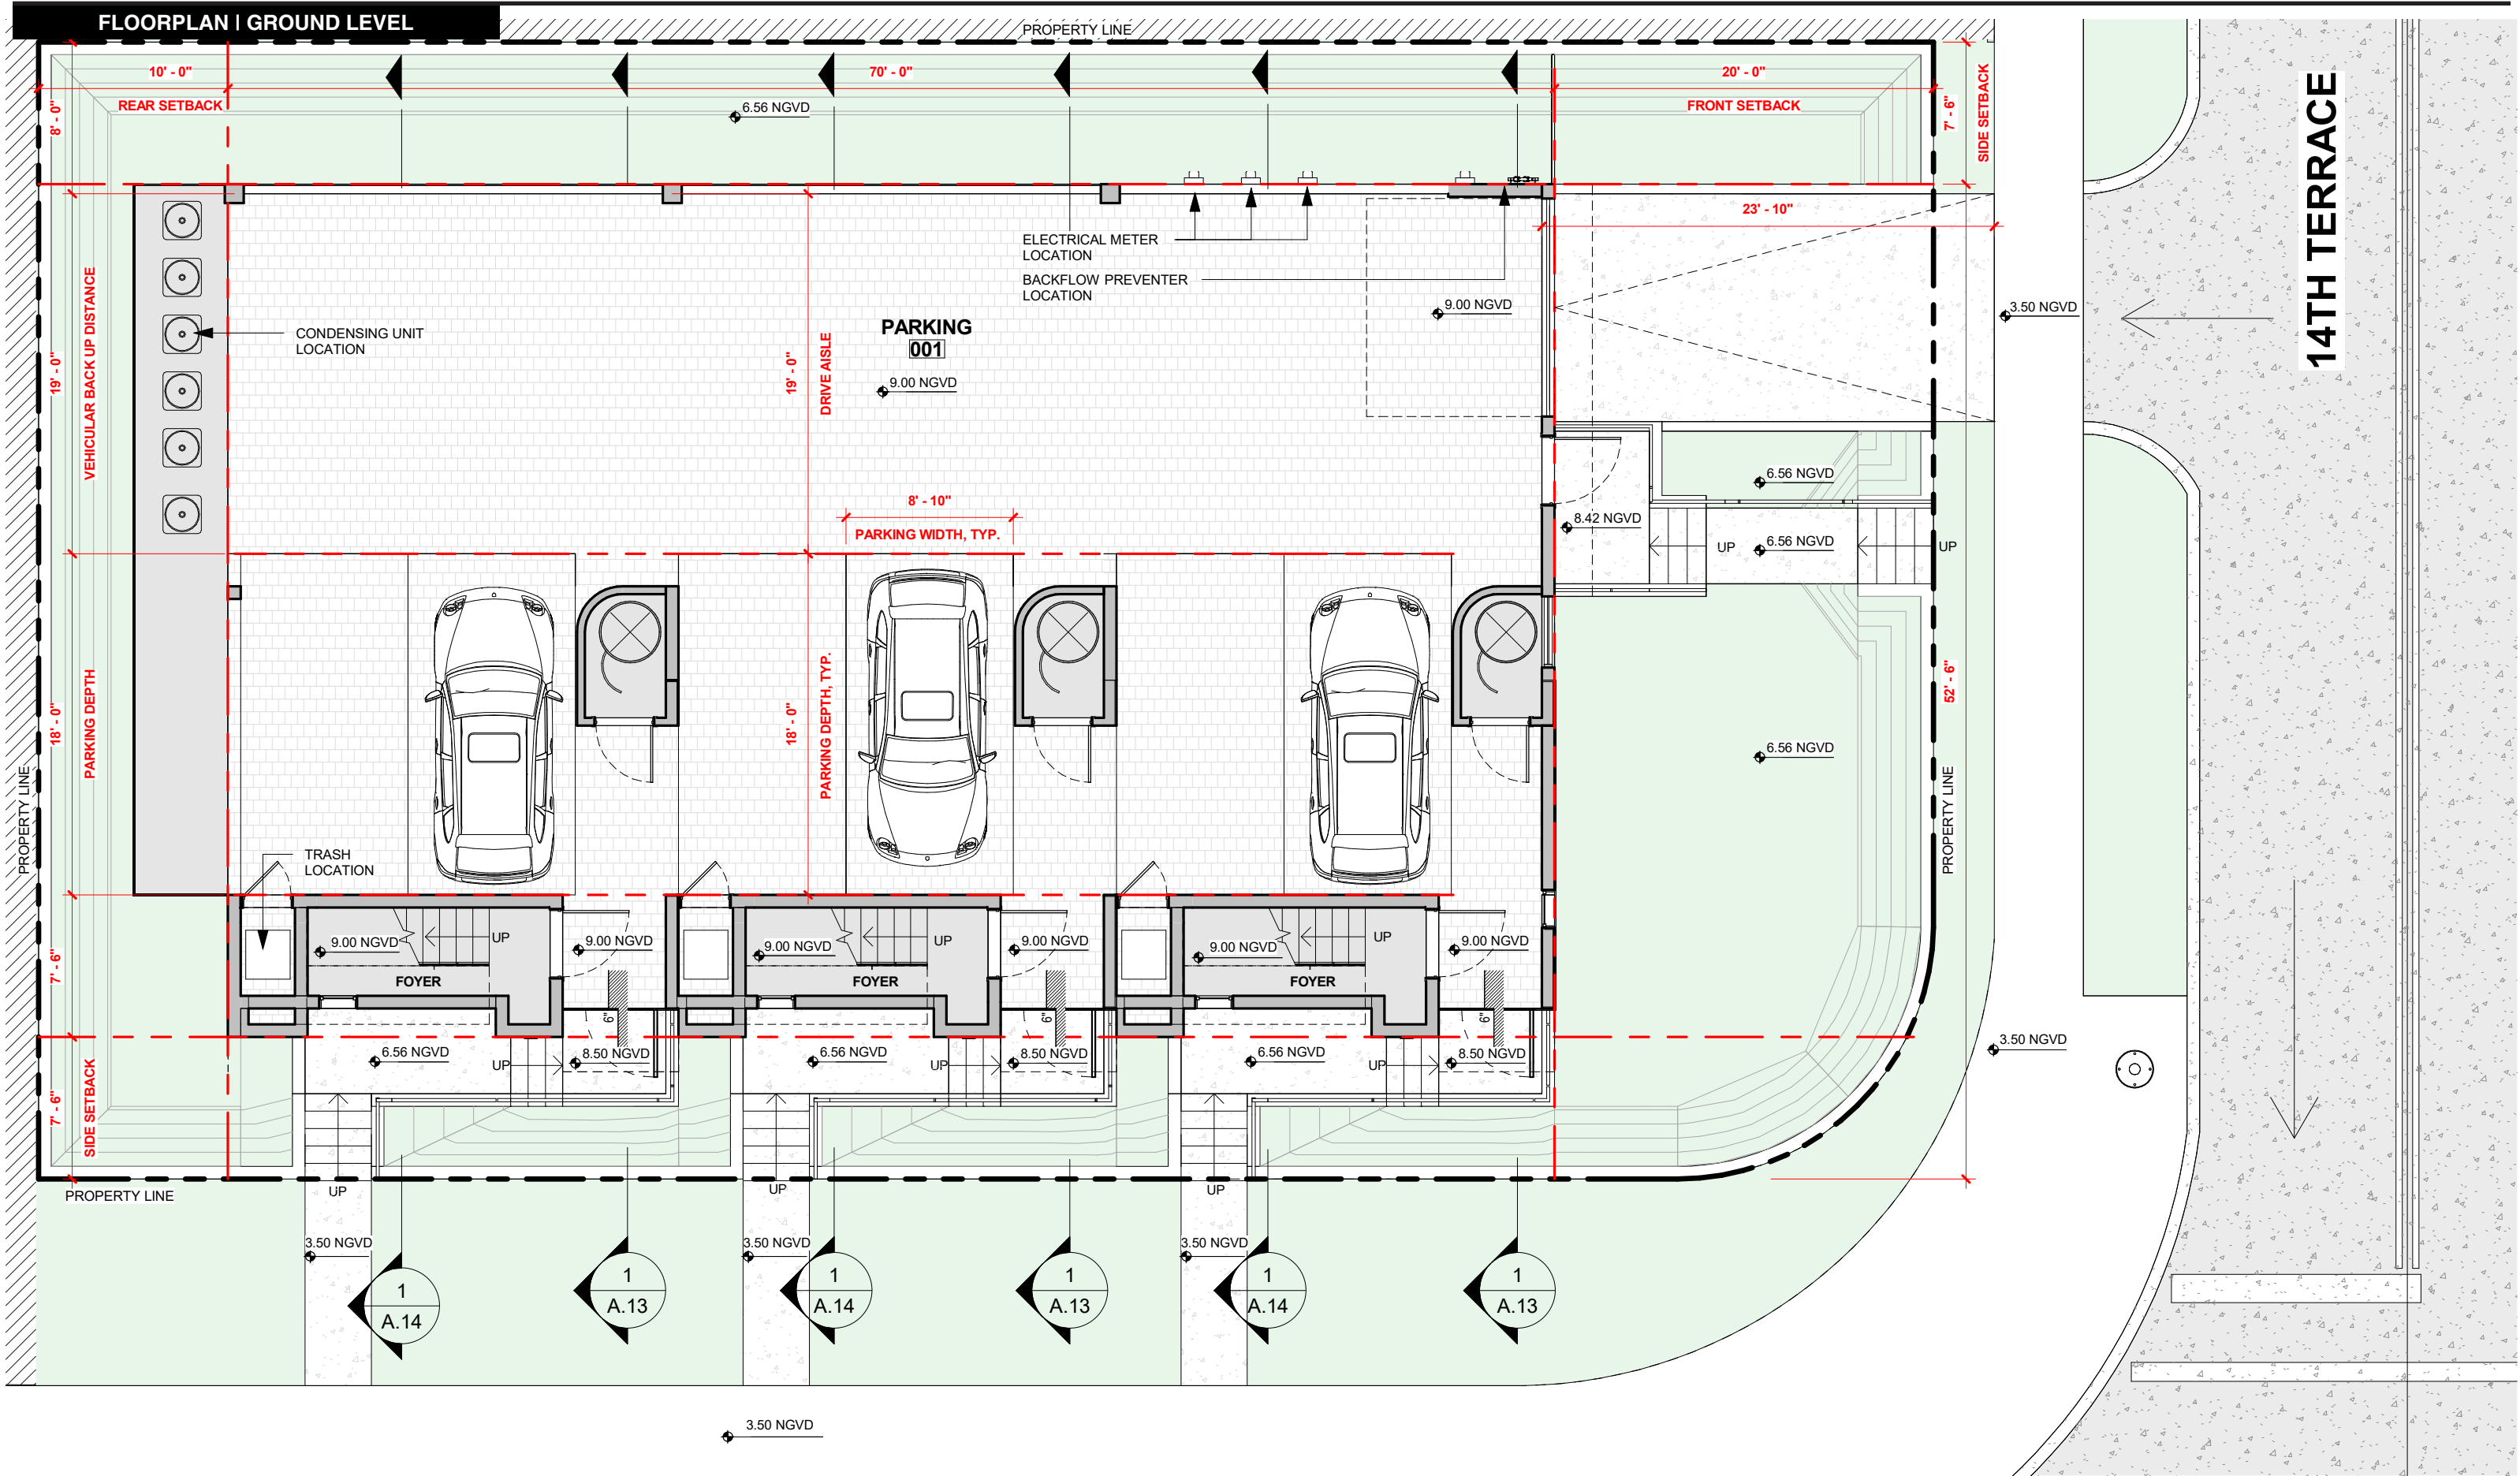 FLOORPLAN | GROUND LEVEL
PROPERTY LINE
10' - 0"
70' - 0"
20' - 0"
REAR SETBACK
FRONT SETBACK
8' - 0"
7' - 6"
SIDE SETBACK
6.56 NGVD
14TH TERRACE
23' - 10"
ELECTRICAL METER
LOCATION
BACKFLOW PREVENTER
LOCATION
9.00 NGVD
3.50 NGVD
CONDENSING UNIT
LOCATION
PARKING
001
9.00 NGVD
19' - 0"
VEHICULAR BACK UP DISTANCE
19' - 0"
DRIVE AISLE
8' - 10"
PARKING WIDTH, TYP.
6.56 NGVD
8.42 NGVD
UP
6.56 NGVD
UP
18' - 0"
PARKING DEPTH
18' - 0"
PARKING DEPTH, TYP.
52' - 6"
6.56 NGVD
PROPERTY LINE
PROPERTY LINE
TRASH
LOCATION
7' - 6"
9.00 NGVD
UP
9.00 NGVD
9.00 NGVD
UP
9.00 NGVD
9.00 NGVD
UP
9.00 NGVD
FOYER
FOYER
FOYER
6"
6"
6"
3.50 NGVD
6.56 NGVD
UP
8.50 NGVD
6.56 NGVD
UP
8.50 NGVD
6.56 NGVD
UP
8.50 NGVD
7' - 6"
SIDE SETBACK
PROPERTY LINE
UP
UP
UP
3.50 NGVD
3.50 NGVD
3.50 NGVD
1
A.14
1
A.13
1
A.14
1
A.13
1
A.14
1
A.13
3.50 NGVD